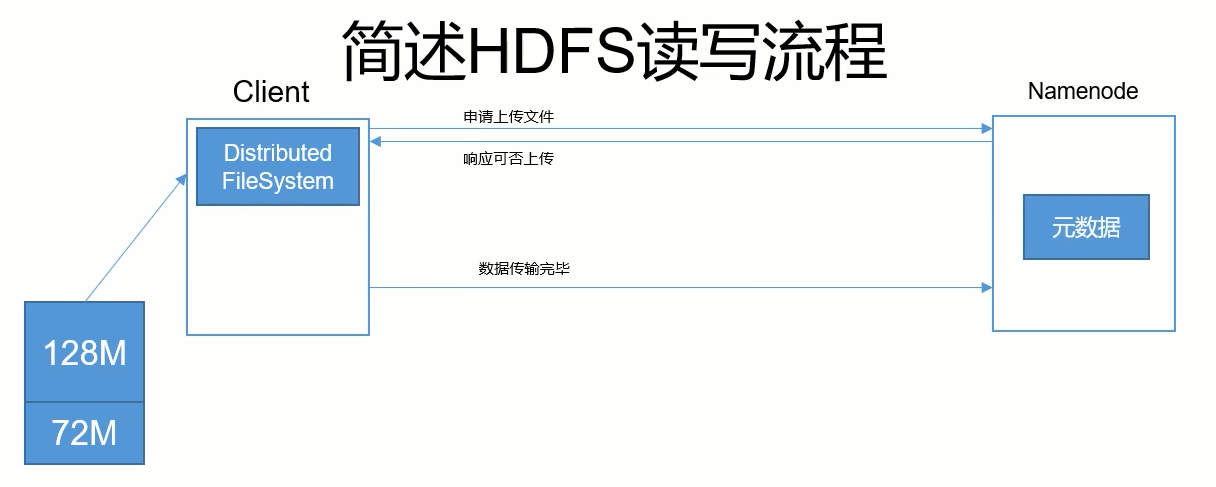 简述HDFS读写流程
Client
Namenode
申请上传文件
Distributed
FileSystem
响应可否上传
元数据
数据传输完毕
128M
72M